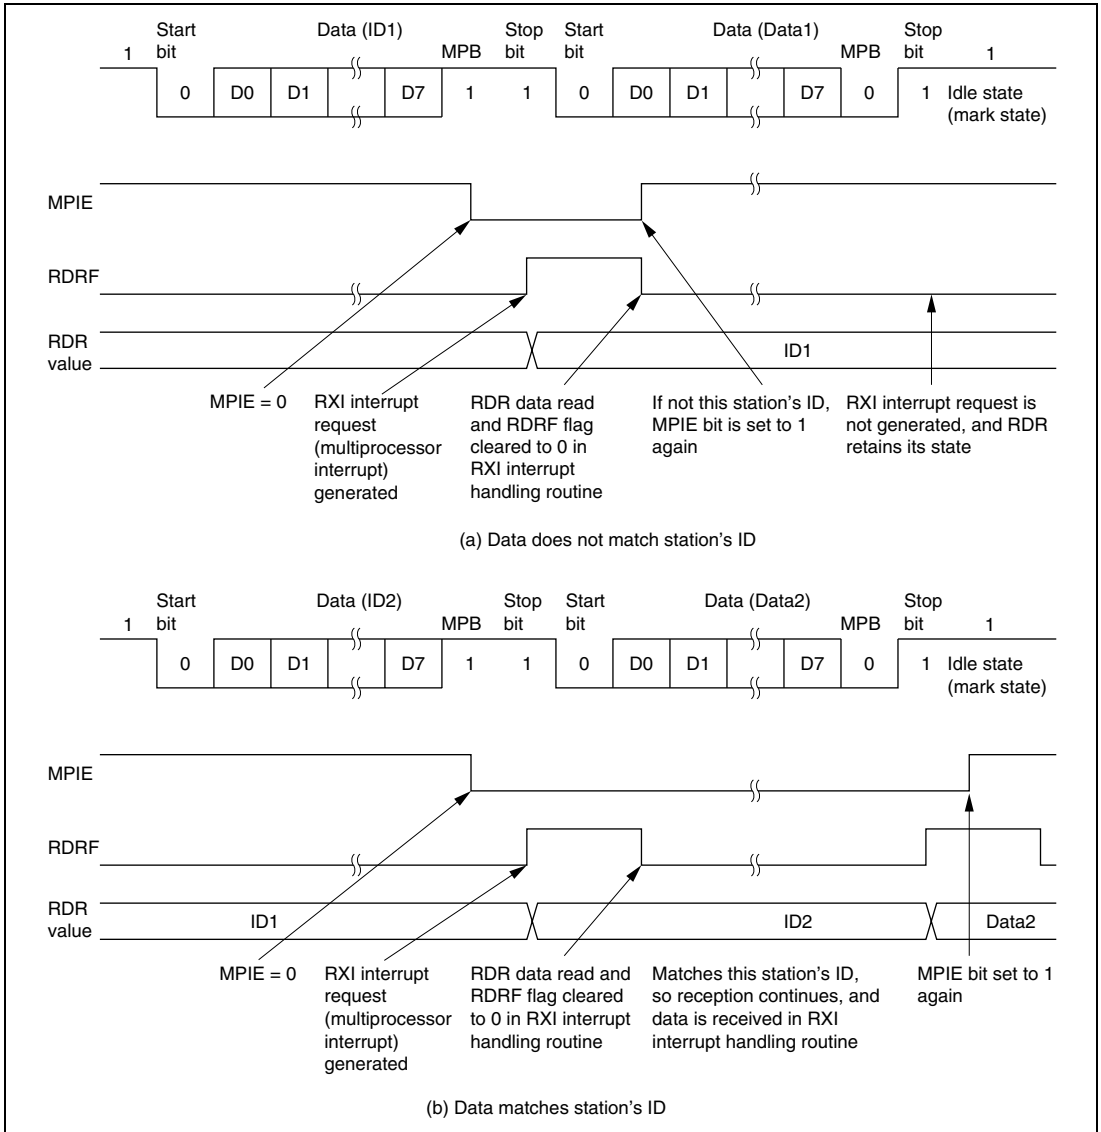 Start Data (ID1) Stop Start Data (Data1) Stop
1 bit MPB bit bit MPB bit 1
0 D0 D1 D7 1 1 0 D0 D1 D7 0 1 Idle state
(mark state)
MPIE
RDRF
RDR
value
ID1
MPIE = 0
RXI interrupt
request
(multiprocessor
interrupt)
generated
RDR data read
and RDRF flag
cleared to 0 in
RXI interrupt
handling routine
If not this station's ID,
MPIE bit is set to 1
again
RXI interrupt request is
not generated, and RDR
retains its state
(a) Data does not match station's ID
Start Data (ID2) Stop Start Data (Data2) Stop
1 bit MPB bit bit MPB bit 1
0 D0 D1 D7 1 1 0 D0 D1 D7 0 1 Idle state
(mark state)
MPIE
RDRF
RDR
value
ID1 ID2 Data2
MPIE = 0
RXI interrupt
request
(multiprocessor
interrupt)
generated
RDR data read and
RDRF flag cleared
to 0 in RXI interrupt
handling routine
Matches this station's ID,
so reception continues, and
data is received in RXI
interrupt handling routine
MPIE bit set to 1
again
(b) Data matches station's ID